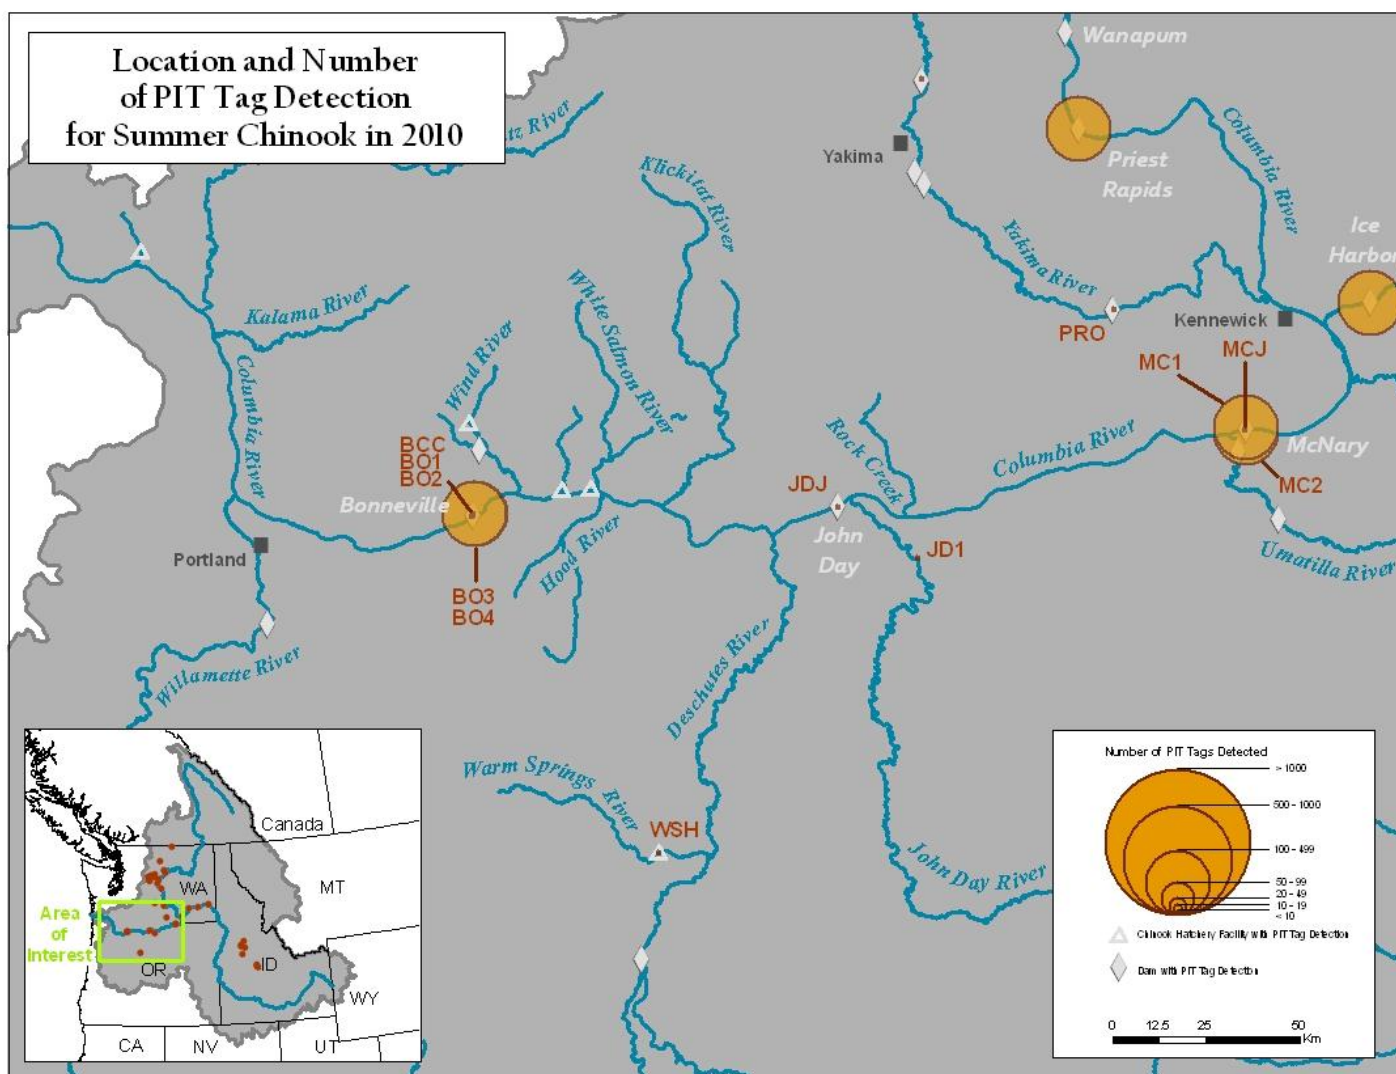 Location and Number
of PIT Tag Detection
for Summer Chinook in 2010
tz River
Klickitat River
Wanapum
Yakima
Priest
Rapids
Columbia River
Ice
Harbor
Kalama River
White Salmon River
Yakima River
Wind River
Columbia River
PRO
Kennewick
MC1
MCJ
BCC
BO1
BO2
Bonneville
Rock Creek
Columbia River
McNary
MC2
JDJ
John
Day
JD1
Portland
Hood River
Umatilla River
BO3
BO4
Willamette River
Deschutes River
Warm Springs River
WSH
John Day River
Canada
WA
MT
Area
of
Interest
OR
ID
WY
CA
NV
UT
Number of PIT Tags Detected
> 1000
500 - 1000
100 - 499
50 - 99
20 - 49
10 - 19
< 10
Chinook Hatchery Facility with PIT Tag Detection
Dam with PIT Tag Detection
0 12.5 25 50
Km